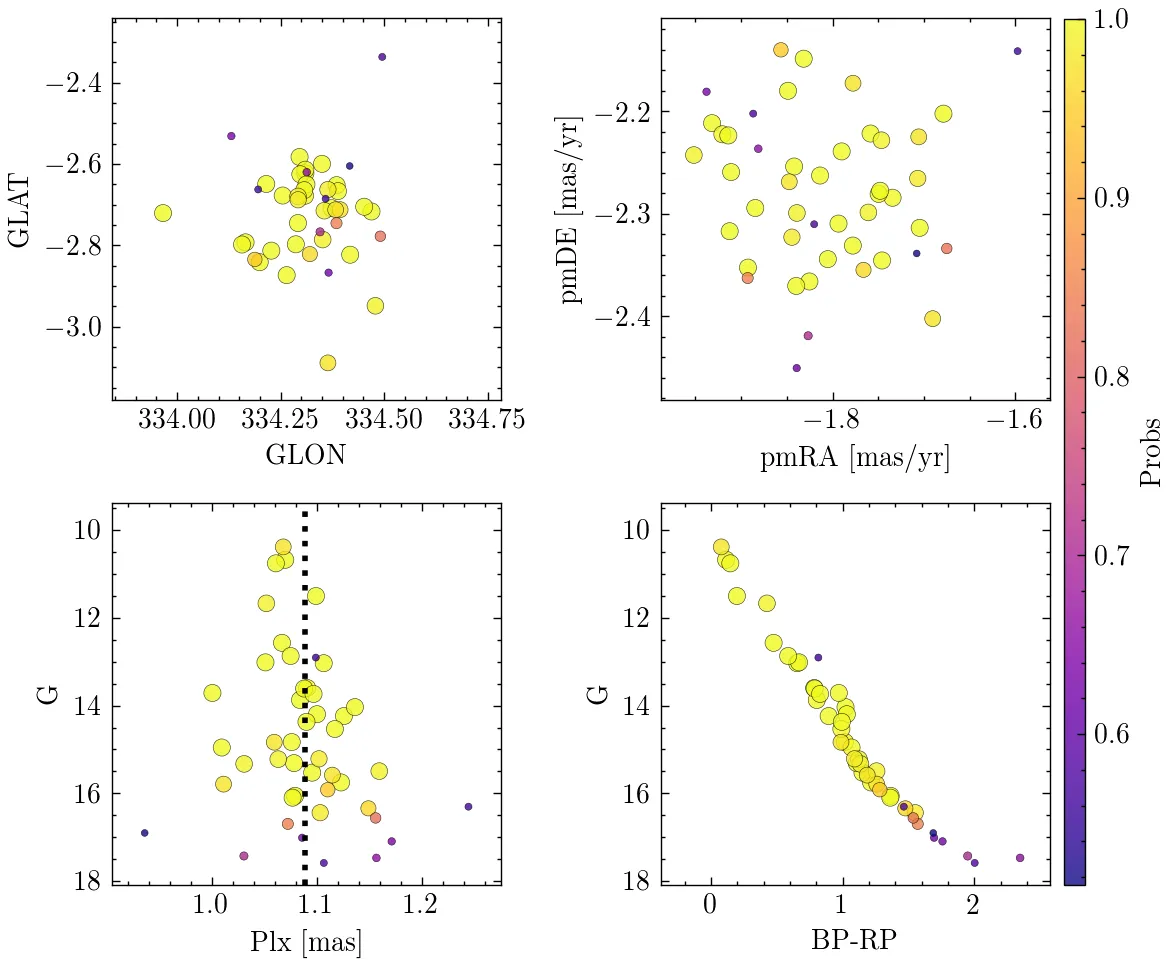 −2.4
−2.6
−2.8
−3.0
GLAT
334.00 334.25 334.50 334.75
GLON
−2.2
−2.3
−2.4
pmDE [mas/yr]
−1.8 −1.6
pmRA [mas/yr]
10
12
14
16
18
G
1.0 1.1 1.2
Plx [mas]
10
12
14
16
18
G
0 1 2
BP-RP
1.0
0.9
0.8
0.7
0.6
Probs